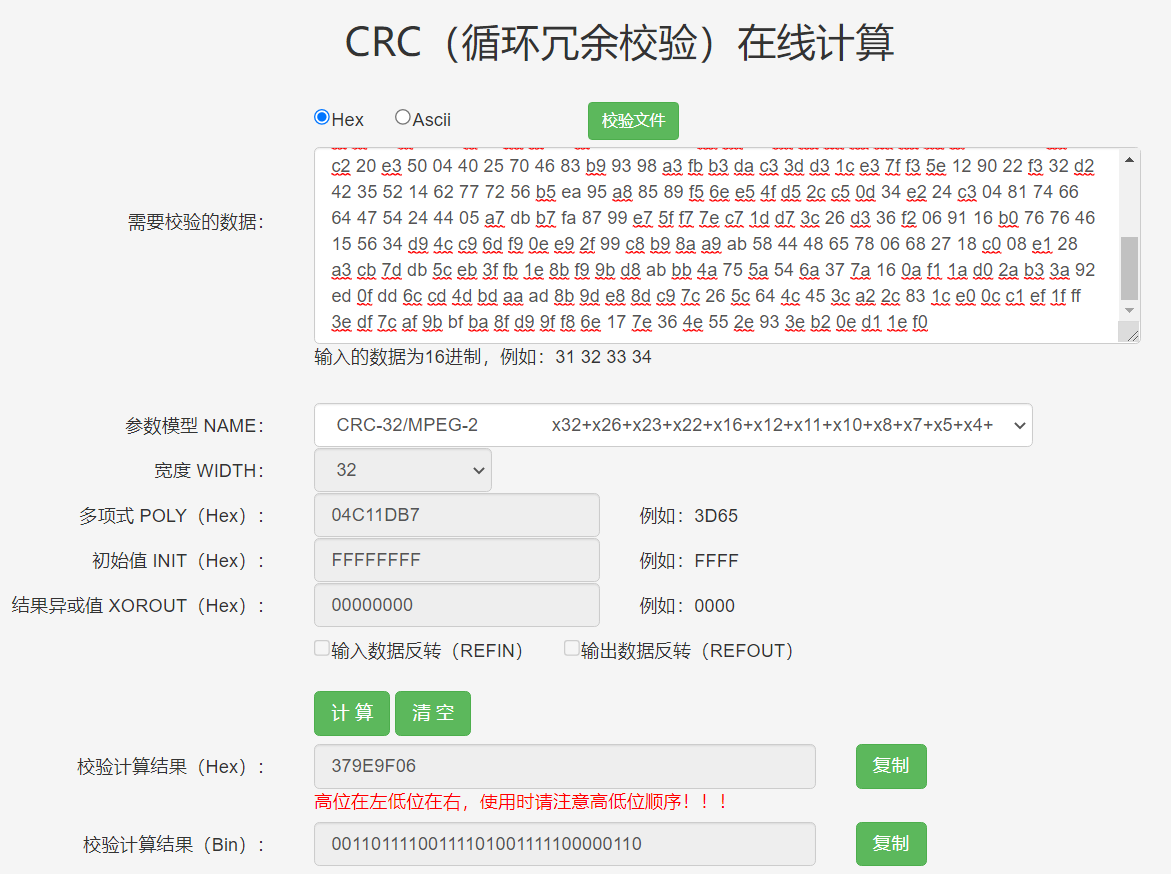 CRC（循环冗余校验）在线计算
Hex Ascii 校验文件
需要校验的数据：
c2 20 e3 50 04 40 25 70 46 83 b9 93 98 a3 fb b3 da c3 3d d3 1c e3 7f f3 5e 12 90 22 f3 32 d2
42 35 52 14 62 77 72 56 b5 ea 95 a8 85 89 f5 6e e5 4f d5 2c c5 0d 34 e2 24 c3 04 81 74 66
64 47 54 24 44 05 a7 db b7 fa 87 99 e7 5f f7 7e c7 1d d7 3c 26 d3 36 f2 06 91 16 b0 76 76 46
15 56 34 d9 4c c9 6d f9 0e e9 2f 99 c8 b9 8a a9 ab 58 44 48 65 78 06 68 27 18 c0 08 e1 28
a3 cb 7d db 5c eb 3f fb 1e 8b f9 9b d8 ab bb 4a 75 5a 54 6a 37 7a 16 0a f1 1a d0 2a b3 3a 92
ed 0f dd 6c cd 4d bd aa ad 8b 9d e8 8d c9 7c 26 5c 64 4c 45 3c a2 2c 83 1c e0 0c c1 ef 1f ff
3e df 7c af 9b bf ba 8f d9 9f f8 6e 17 7e 36 4e 55 2e 93 3e b2 0e d1 1e f0
输入的数据为16进制，例如：31 32 33 34
参数模型 NAME： CRC-32/MPEG-2 x32+x26+x23+x22+x16+x12+x11+x10+x8+x7+x5+x4+
宽度 WIDTH： 32
多项式 POLY（Hex）： 04C11DB7 例如：3D65
初始值 INIT（Hex）： FFFFFFFF 例如：FFFF
结果异或值 XOROUT（Hex）： 00000000 例如：0000
输入数据反转（REFIN） 输出数据反转（REFOUT）
计 算 清 空
校验计算结果（Hex）： 379E9F06 复制
高位在左低位在右，使用时请注意高低位顺序！！！
校验计算结果（Bin）： 00110111100111101001111100000110 复制